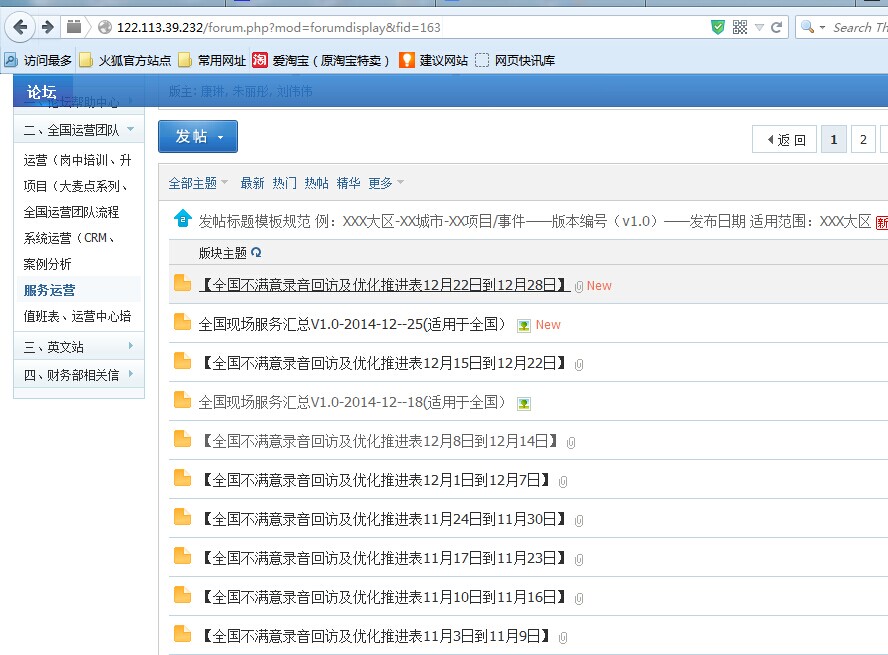 122.113.39.232/forum.php?mod=forumdisplay&fid=163
Search Th
访问最多 火狐官方站点 常用网址 淘 爱淘宝（原淘宝特卖） 建议网站 网页快讯库
论坛
版主: 康琳, 朱丽彤, 刘伟伟
一、论坛帮助中心
二、全国运营团队
运营（岗中培训、升
项目（大麦点系列、
全国运营团队流程
系统运营（CRM、
案例分析
服务运营
值班表、运营中心培
三、英文站
四、财务部相关信
发帖
返 回 1 2
全部主题 最新 热门 热帖 精华 更多
发帖标题模板规范 例：XXX大区-XX城市-XX项目/事件——版本编号（v1.0）——发布日期 适用范围：XXX大区 新
版块主题
【全国不满意录音回访及优化推进表12月22日到12月28日】 New
全国现场服务汇总V1.0-2014-12--25(适用于全国） New
【全国不满意录音回访及优化推进表12月15日到12月22日】
全国现场服务汇总V1.0-2014-12--18(适用于全国）
【全国不满意录音回访及优化推进表12月8日到12月14日】
【全国不满意录音回访及优化推进表12月1日到12月7日】
【全国不满意录音回访及优化推进表11月24日到11月30日】
【全国不满意录音回访及优化推进表11月17日到11月23日】
【全国不满意录音回访及优化推进表11月10日到11月16日】
【全国不满意录音回访及优化推进表11月3日到11月9日】